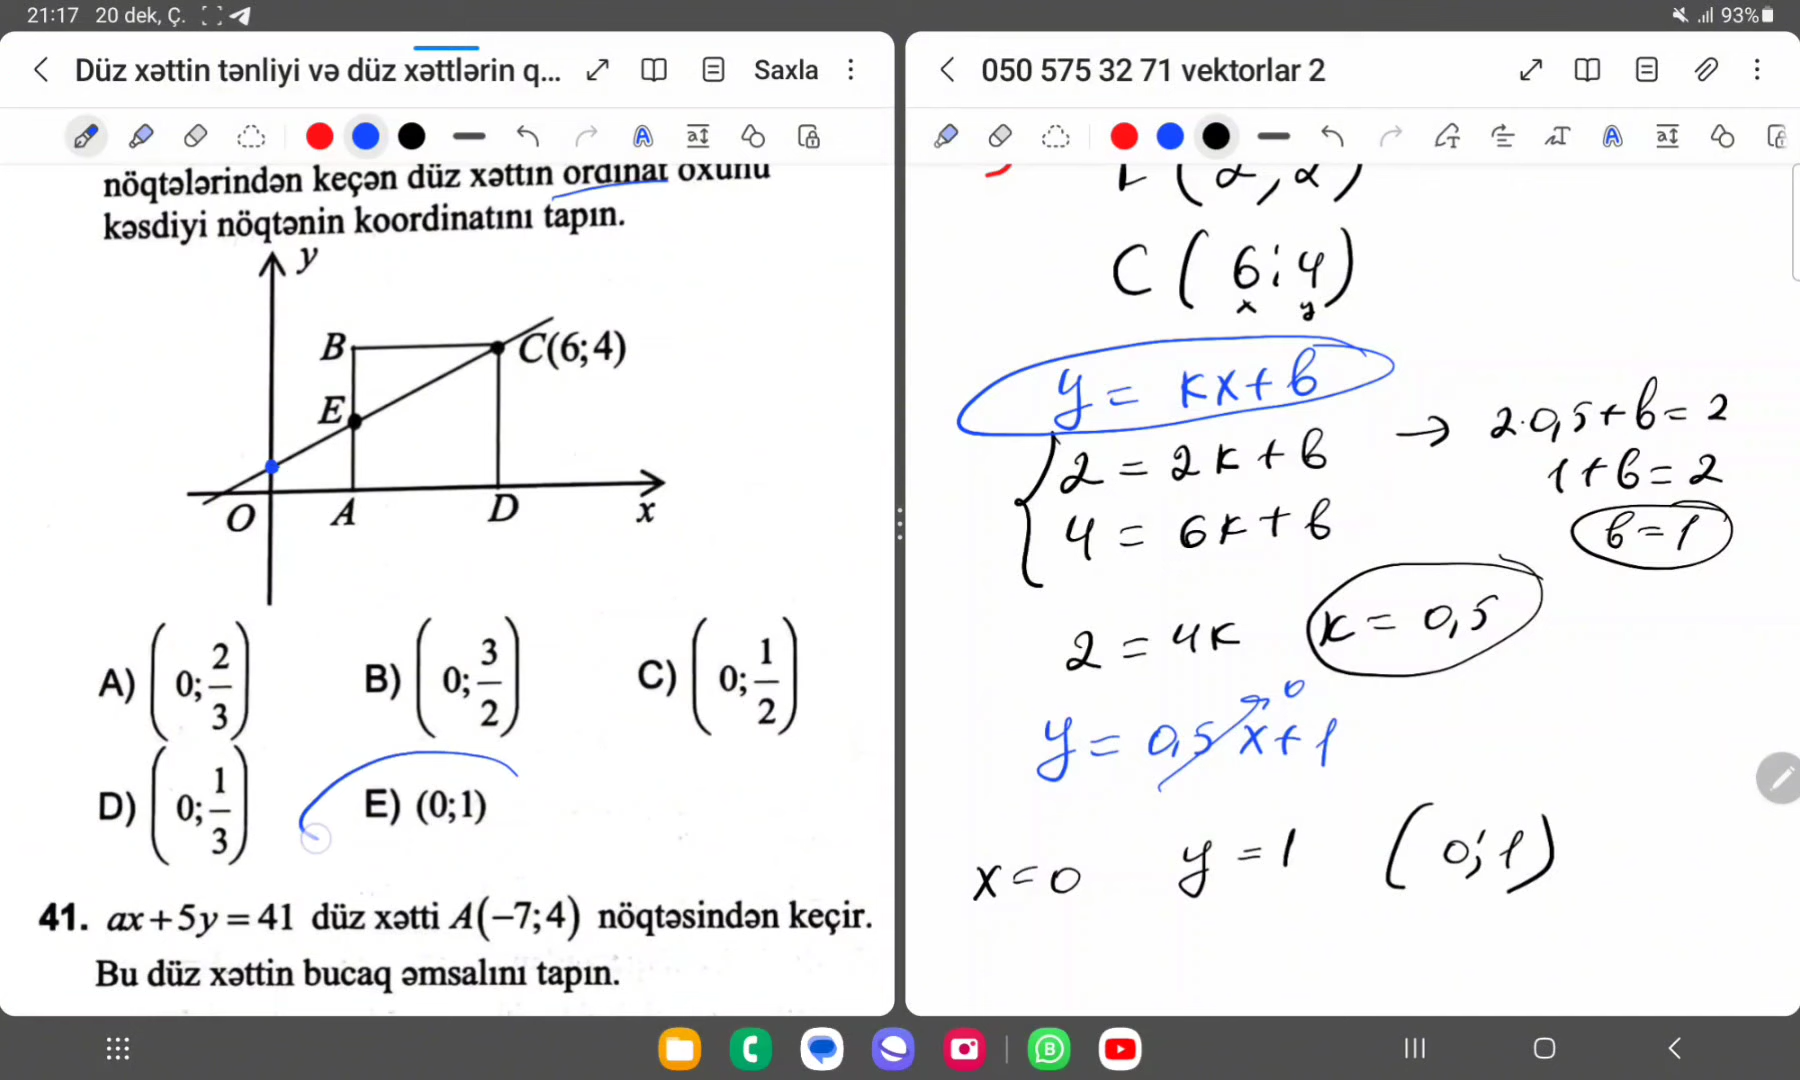 21:17 20 dek, Ç.
93%
Düz xəttin tənliyi və düz xəttlərin q...
Saxla
nöqtələrindən keçən düz xəttin ordinat oxunu
kəsdiyi nöqtənin koordinatını tapın.
y
B
C(6;4)
E
O
A
D
x
A) (0; 2/3)
B) (0; 3/2)
C) (0; 1/2)
D) (0; 1/3)
E) (0;1)
41. ax+5y=41 düz xətti A(−7;4) nöqtəsindən keçir.
Bu düz xəttin bucaq əmsalını tapın.
050 575 32 71 vektorlar 2
C(6;4)
x y
y = kx+b
2 = 2k+b
4 = 6k+b
→ 2·0,5+b=2
1+b=2
b=1
2 = 4k
k = 0,5
0
y = 0,5x+1
x=0 y=1 (0;1)